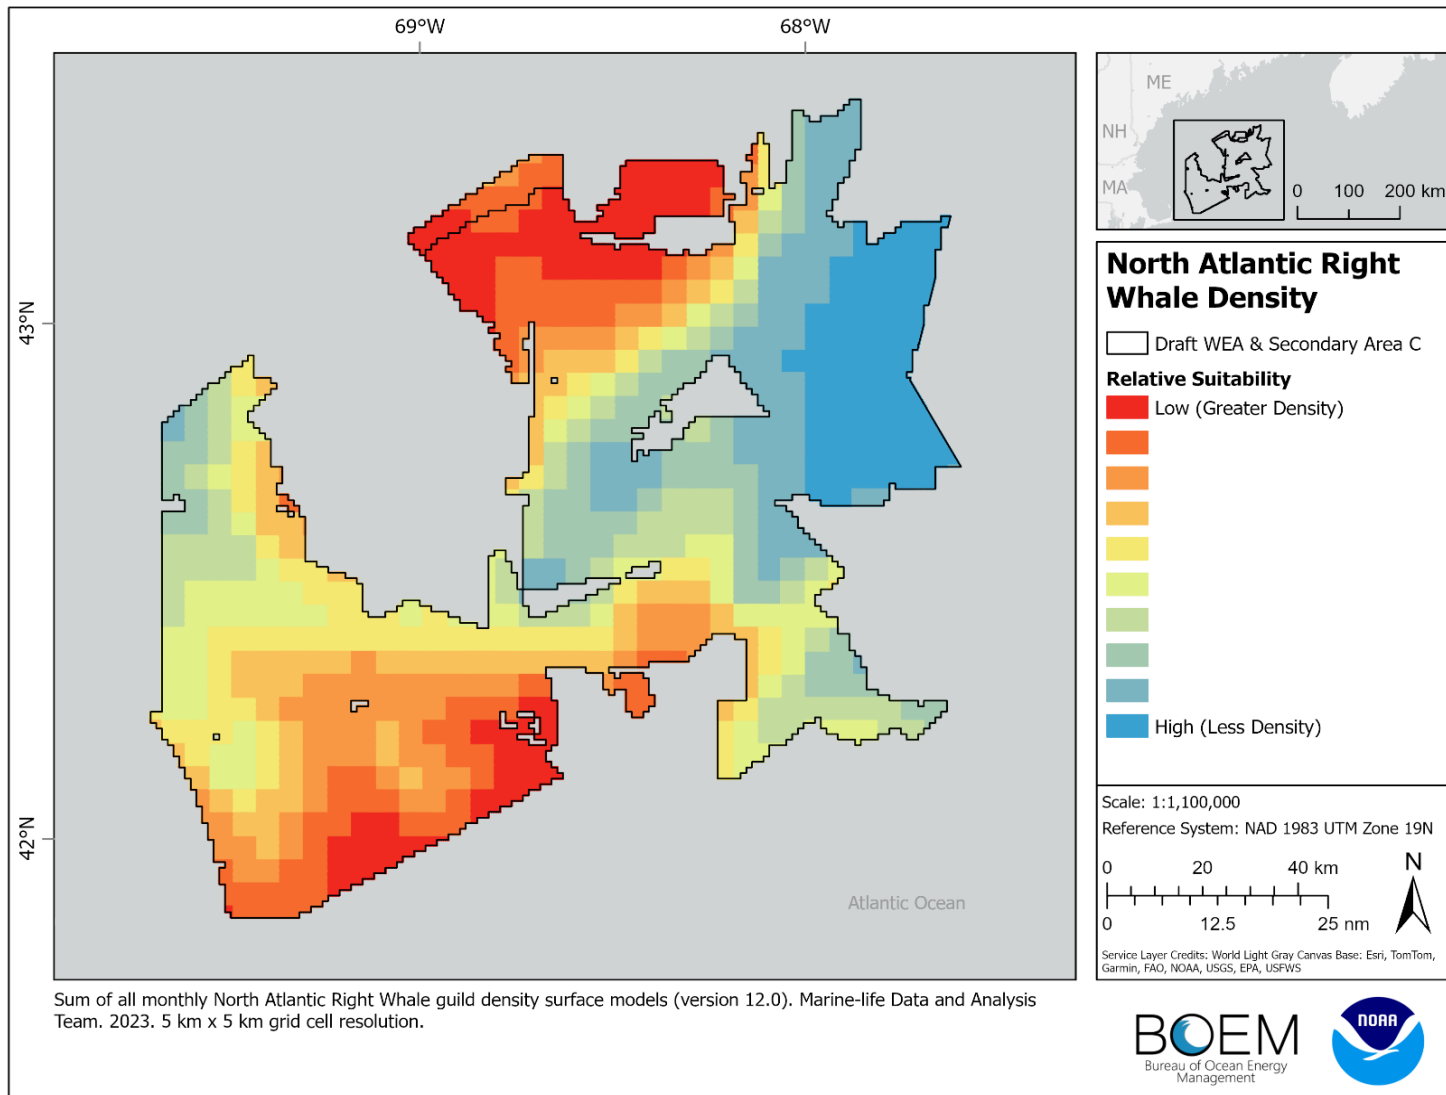 69°W
68°W
43°N
42°N
Atlantic Ocean
ME
NH
MA
0 100 200 km
North Atlantic Right
Whale Density
Draft WEA & Secondary Area C
Relative Suitability
Low (Greater Density)
High (Less Density)
Scale: 1:1,100,000
Reference System: NAD 1983 UTM Zone 19N
0 20 40 km
0 12.5 25 nm
N
Service Layer Credits: World Light Gray Canvas Base: Esri, TomTom,
Garmin, FAO, NOAA, USGS, EPA, USFWS
Sum of all monthly North Atlantic Right Whale guild density surface models (version 12.0). Marine-life Data and Analysis
Team. 2023. 5 km x 5 km grid cell resolution.
BOEM
Bureau of Ocean Energy
Management
NOAA